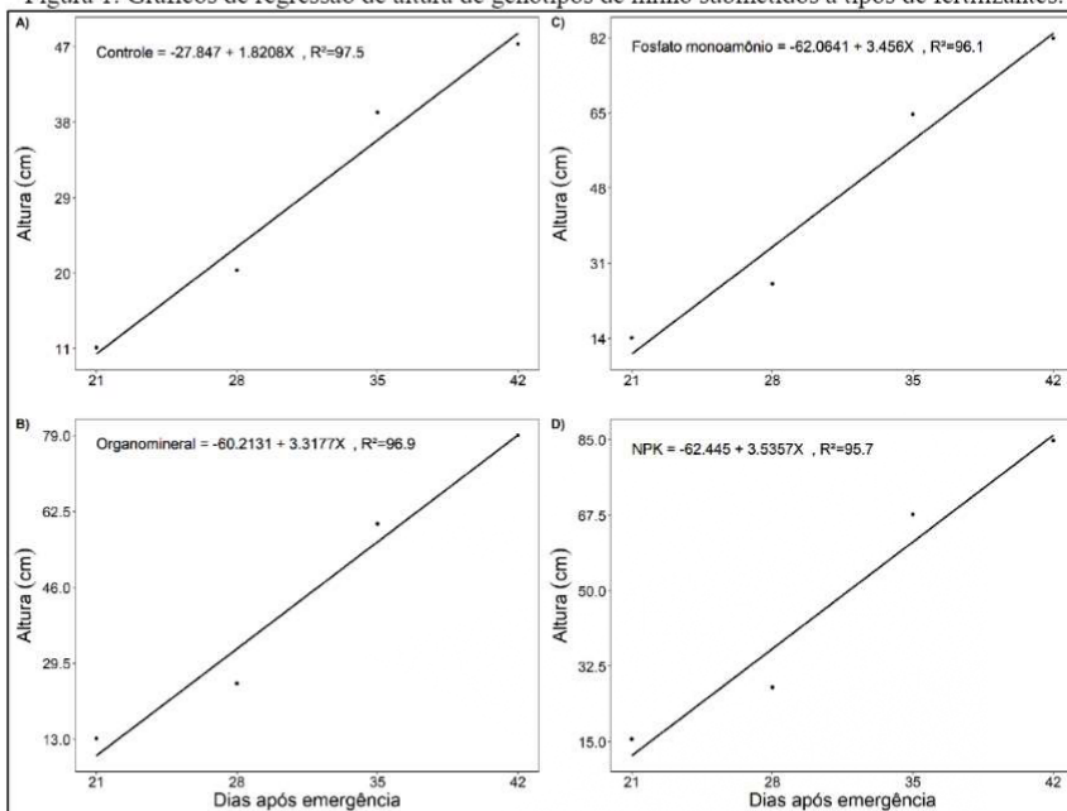 Figura 1. Gráficos de regressão de altura de genótipos de milho submetidos a tipos de fertilizantes.
A)
Controle = -27.847 + 1.8208X , R²=97.5
Altura (cm)
47
38
29
20
11
21 28 35 42
C)
Fosfato monoamônio = -62.0641 + 3.456X , R²=96.1
Altura (cm)
82
65
48
31
14
21 28 35 42
B)
Organomineral = -60.2131 + 3.3177X , R²=96.9
Altura (cm)
79.0
62.5
46.0
29.5
13.0
21 28 35 42
Dias após emergência
D)
NPK = -62.445 + 3.5357X , R²=95.7
Altura (cm)
85.0
67.5
50.0
32.5
15.0
21 28 35 42
Dias após emergência